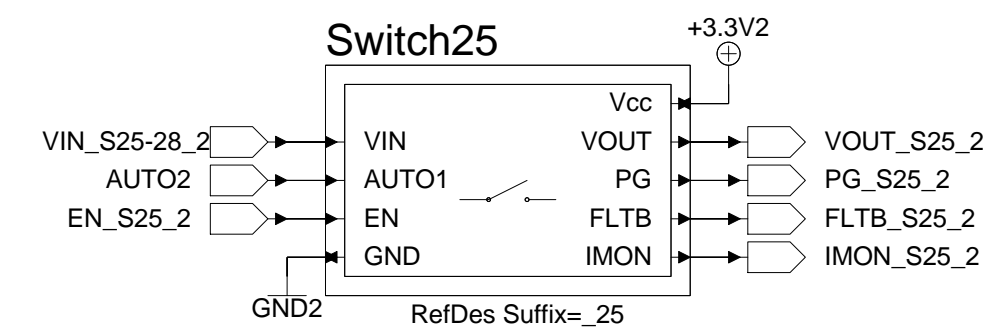 +3.3V2
Switch25
Vcc
VIN_S25-28_2 VIN VOUT VOUT_S25_2
AUTO2 AUTO1 PG PG_S25_2
EN_S25_2 EN FLTB FLTB_S25_2
GND IMON IMON_S25_2
GND2
RefDes Suffix=_25